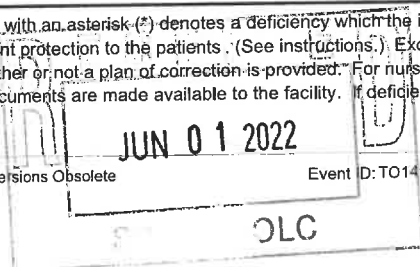 with an asterisk (*) denotes a deficiency which the i
nt protection to the patients . (See instructions.) Exc
ther or not a plan of correction is provided. For nurs
cuments are made available to the facility. If deficie
JUN 01 2022
ersions Obsolete Event ID: TO14
OLC